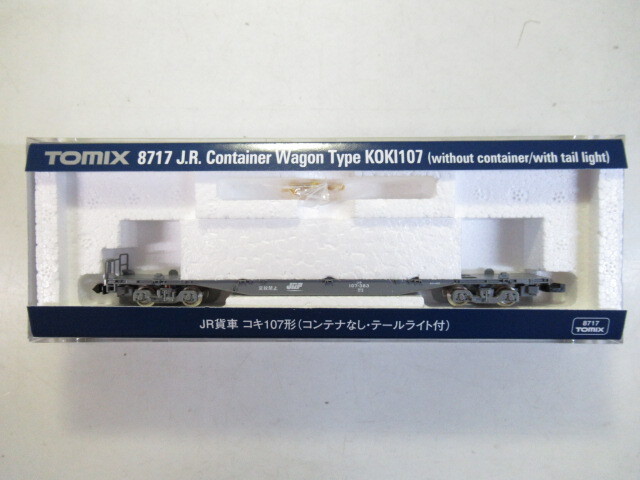 TOMIX 8717 J.R. Container Wagon Type KOKI107 (without container/with tail light)
JR貨車 コキ107形(コンテナなし・テールライト付)
8717
TOMIX